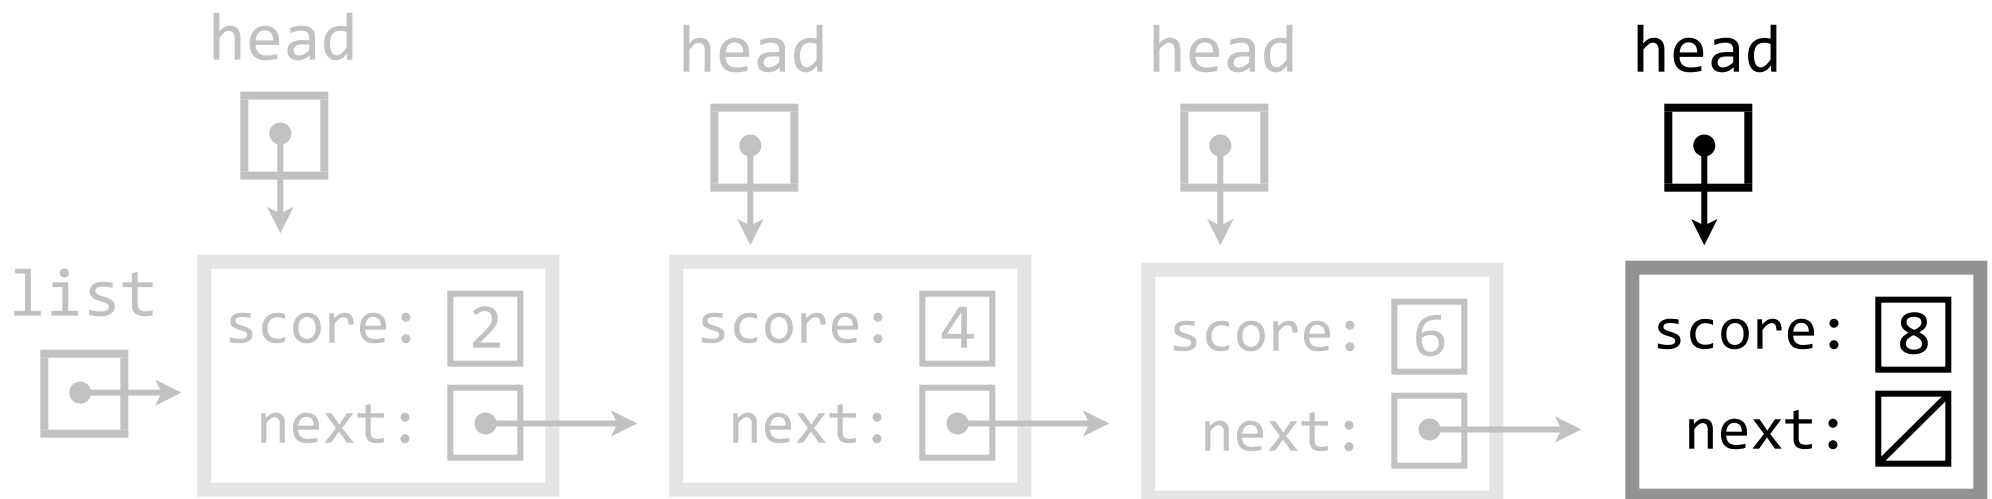 head
head
head
head
list
score: 2
next:
score: 4
next:
score: 6
next:
score: 8
next: